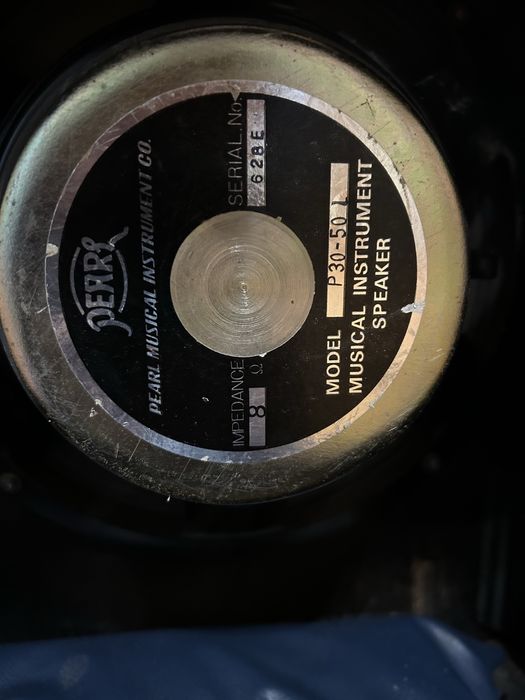 PEARL
PEARL MUSICAL INSTRUMENT CO.
IMPEDANCE 8 Ω SERIAL.No. 628E
MODEL P30-50
MUSICAL INSTRUMENT
SPEAKER